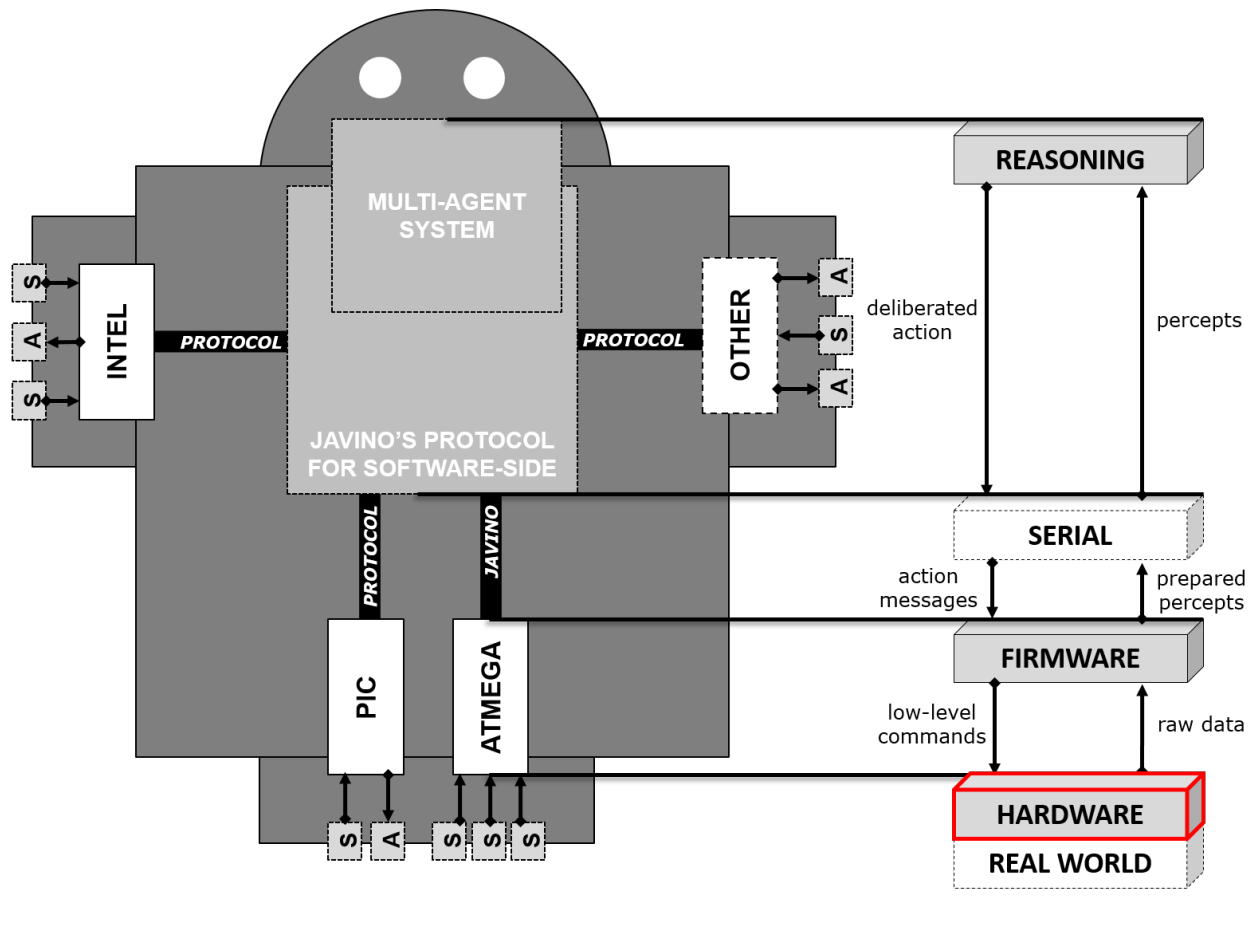 REASONING
MULTI-AGENT
SYSTEM
S
A
S
INTEL
PROTOCOL
PROTOCOL
OTHER
A
S
A
deliberated
action
percepts
JAVINO'S PROTOCOL
FOR SOFTWARE-SIDE
PROTOCOL
JAVINO
SERIAL
action
messages
prepared
percepts
PIC
ATMEGA
FIRMWARE
low-level
commands
raw data
S
A
S
S
S
HARDWARE
REAL WORLD